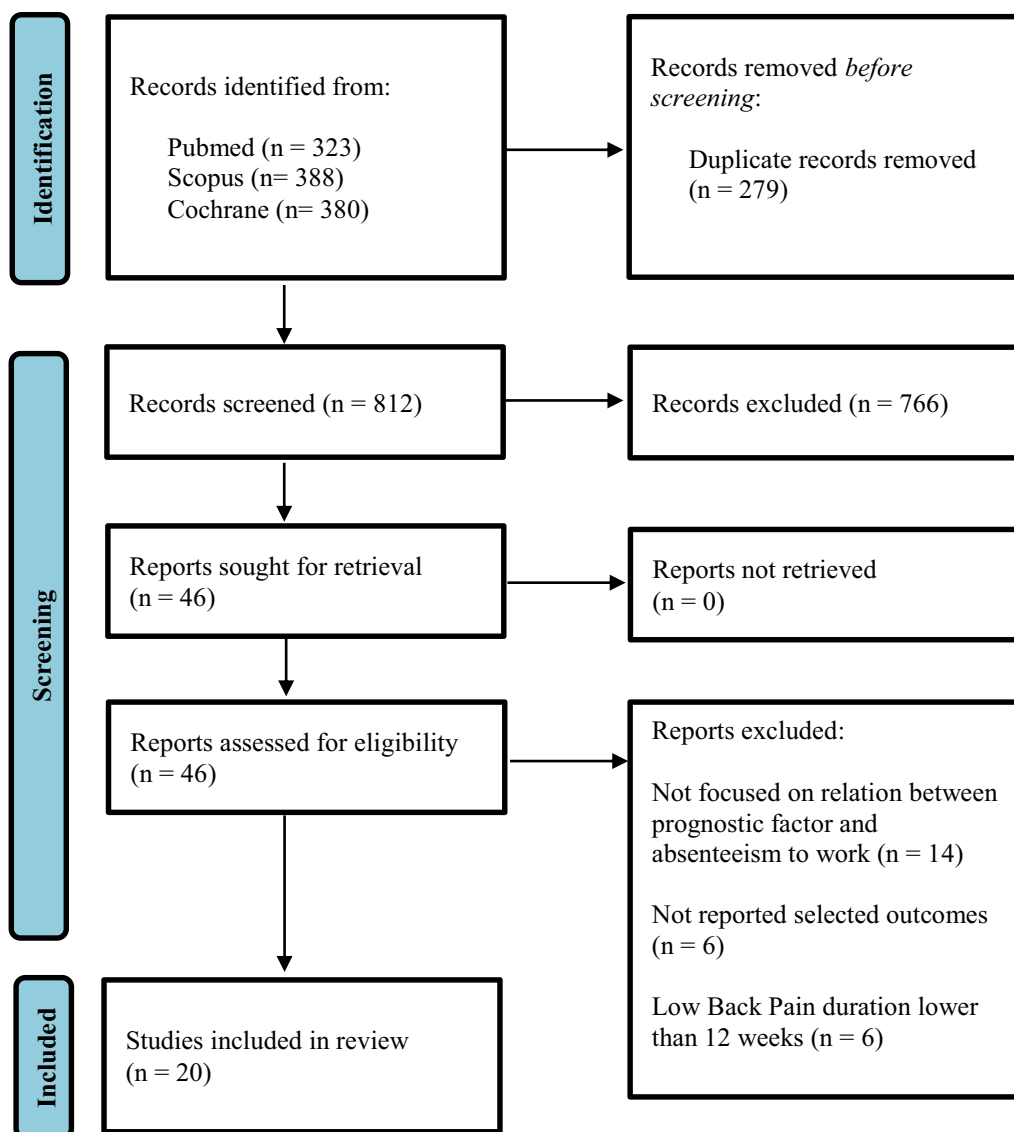 Identification
Records identified from:
Pubmed (n = 323)
Scopus (n= 388)
Cochrane (n= 380)
Records removed before
screening:
Duplicate records removed
(n = 279)
Screening
Records screened (n = 812)
Records excluded (n = 766)
Reports sought for retrieval
(n = 46)
Reports not retrieved
(n = 0)
Reports assessed for eligibility
(n = 46)
Reports excluded:
Not focused on relation between
prognostic factor and
absenteeism to work (n = 14)
Not reported selected outcomes
(n = 6)
Low Back Pain duration lower
than 12 weeks (n = 6)
Included
Studies included in review
(n = 20)